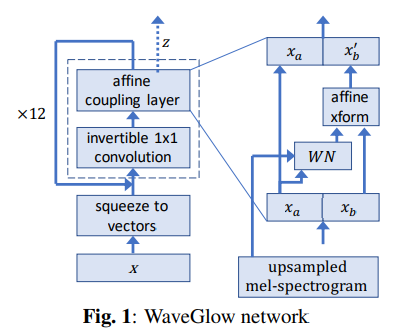 z
×12
affine
coupling layer
invertible 1x1
convolution
squeeze to
vectors
x
x_a x_b'
affine
xform
WN
x_a x_b
upsampled
mel-spectrogram
Fig. 1: WaveGlow network